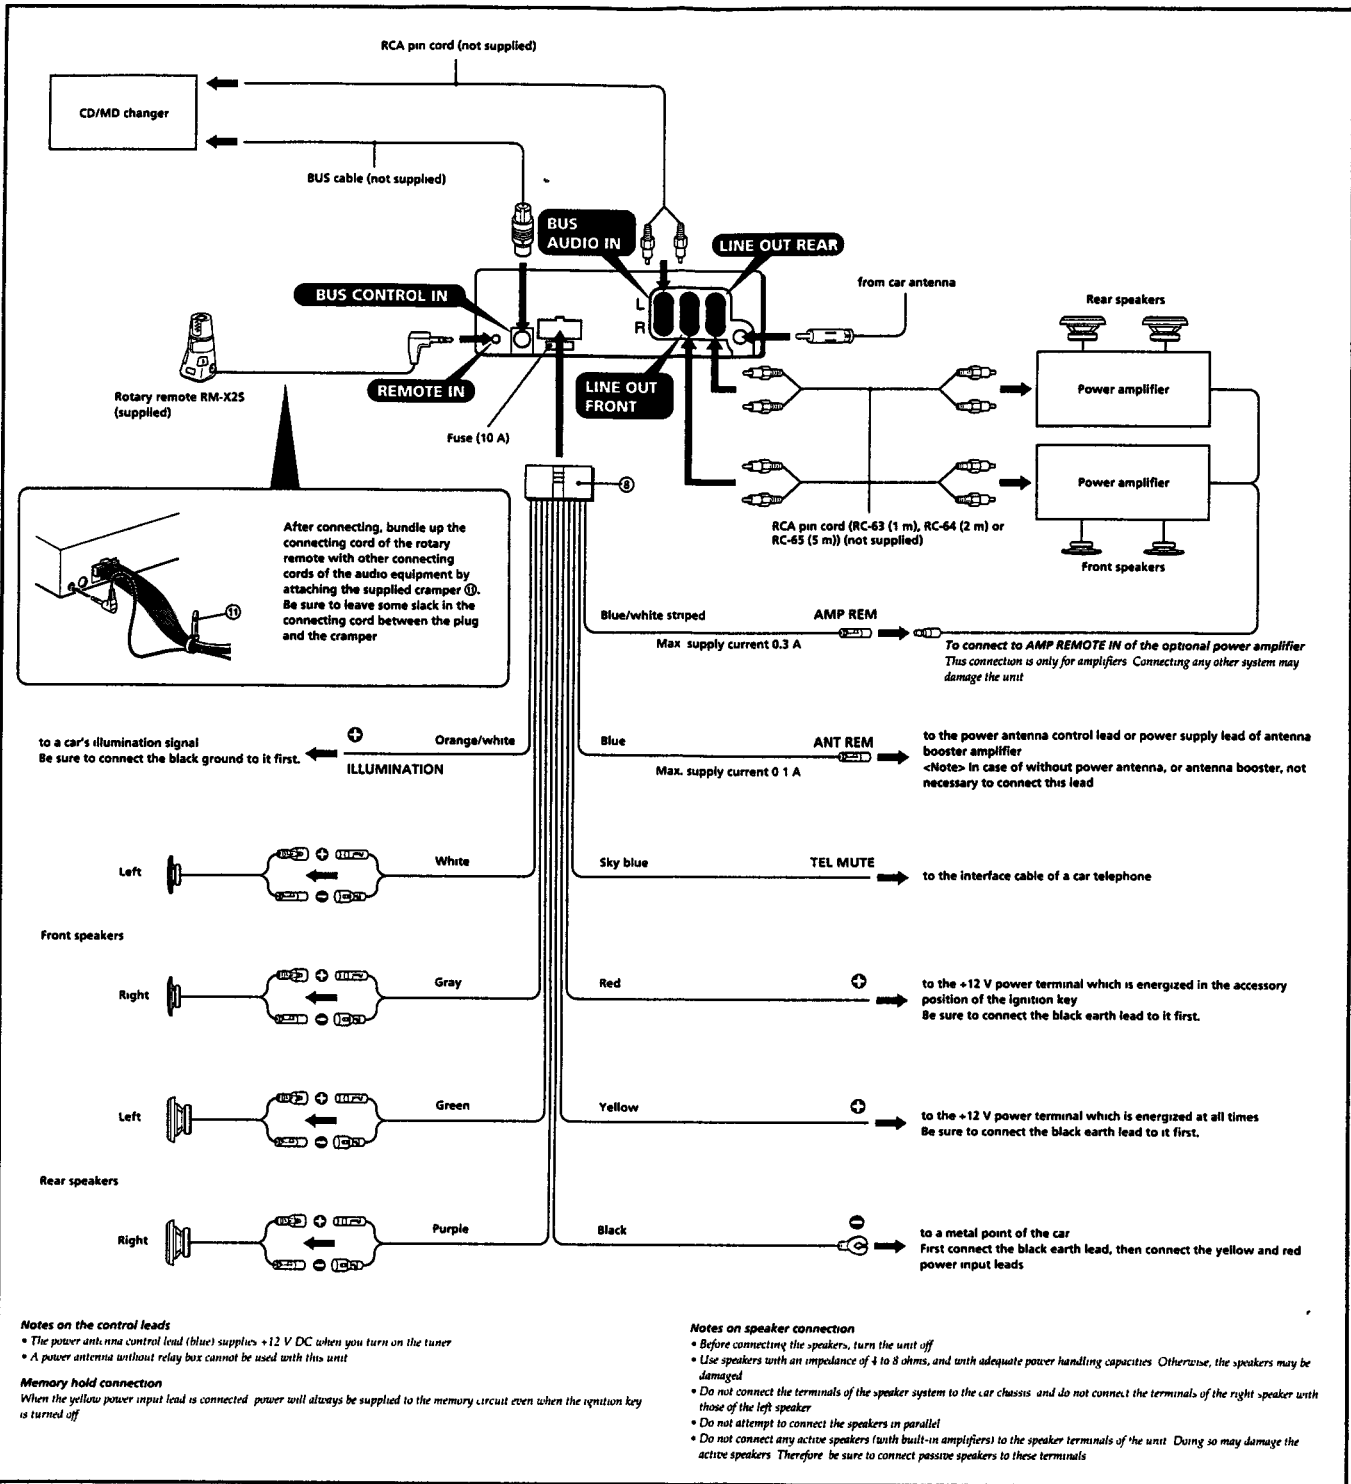 RCA pin cord (not supplied)
CD/MD changer
BUS cable (not supplied)
BUS
AUDIO IN
LINE OUT REAR
BUS CONTROL IN
L
R
from car antenna
Rear speakers
Rotary remote RM-X2S
(supplied)
REMOTE IN
LINE OUT
FRONT
Power amplifier
Fuse (10 A)
8
Power amplifier
RCA pin cord (RC-63 (1 m), RC-64 (2 m) or
RC-65 (5 m)) (not supplied)
Front speakers
After connecting, bundle up the
connecting cord of the rotary
remote with other connecting
cords of the audio equipment by
attaching the supplied cramper ⑪.
Be sure to leave some slack in the
connecting cord between the plug
and the cramper
11
Blue/white striped
AMP REM
Max supply current 0.3 A
To connect to AMP REMOTE IN of the optional power amplifier
This connection is only for amplifiers Connecting any other system may
damage the unit
to a car's illumination signal
Be sure to connect the black ground to it first.
+
Orange/white
ILLUMINATION
Blue
ANT REM
Max. supply current 0 1 A
to the power antenna control lead or power supply lead of antenna
booster amplifier
<Note> In case of without power antenna, or antenna booster, not
necessary to connect this lead
Left
+
-
White
Sky blue
TEL MUTE
to the interface cable of a car telephone
Front speakers
Right
+
-
Gray
Red
+
to the +12 V power terminal which is energized in the accessory
position of the ignition key
Be sure to connect the black earth lead to it first.
Left
+
-
Green
Yellow
+
to the +12 V power terminal which is energized at all times
Be sure to connect the black earth lead to it first.
Rear speakers
Right
+
-
Purple
Black
-
to a metal point of the car
First connect the black earth lead, then connect the yellow and red
power input leads
Notes on the control leads
• The power antenna control lead (blue) supplies +12 V DC when you turn on the tuner
• A power antenna without relay box cannot be used with this unit
Memory hold connection
When the yellow power input lead is connected power will always be supplied to the memory circuit even when the ignition key
is turned off
Notes on speaker connection
• Before connecting the speakers, turn the unit off
• Use speakers with an impedance of 4 to 8 ohms, and with adequate power handling capacities Otherwise, the speakers may be
damaged
• Do not connect the terminals of the speaker system to the car chassis and do not connect the terminals of the right speaker with
those of the left speaker
• Do not attempt to connect the speakers in parallel
• Do not connect any active speakers (with built-in amplifiers) to the speaker terminals of the unit Doing so may damage the
active speakers Therefore be sure to connect passive speakers to these terminals